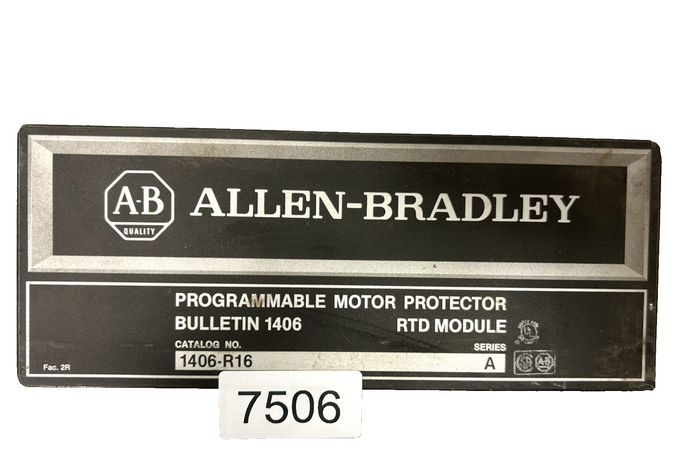 A-B
QUALITY
ALLEN-BRADLEY
PROGRAMMABLE MOTOR PROTECTOR
BULLETIN 1406 RTD MODULE
CATALOG NO. SERIES
1406-R16 A
Fac. 2R
7506